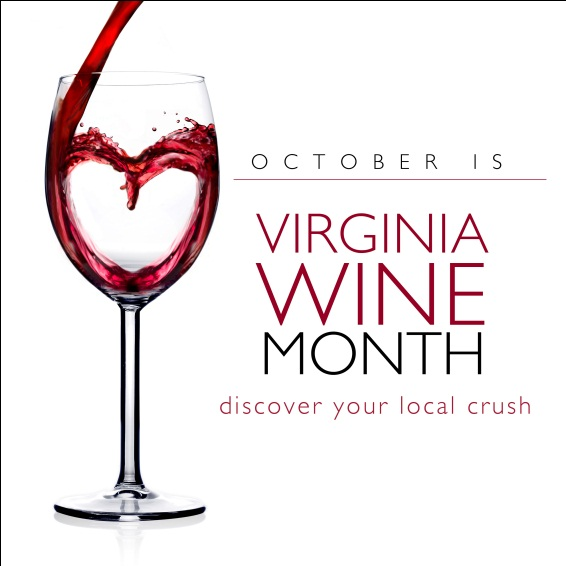 OCTOBER IS
VIRGINIA
WINE
MONTH
discover your local crush